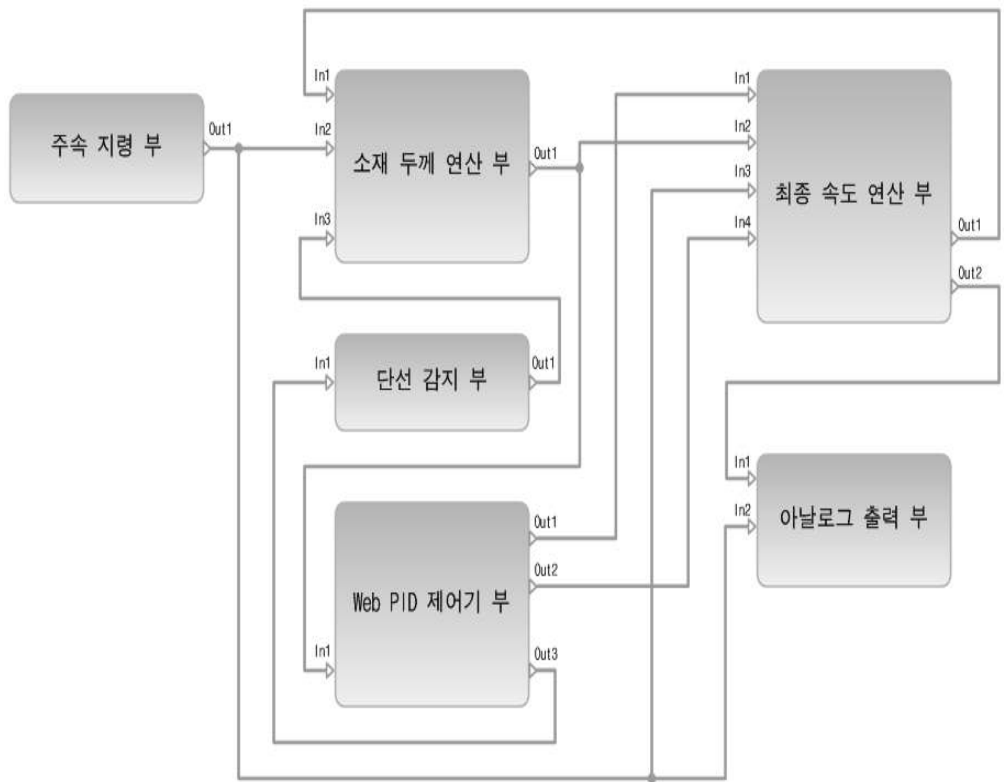 주속 지령 부
Out1
In1
In2
In3
소재 두께 연산 부
Out1
In1
In2
In3
In4
최종 속도 연산 부
Out1
Out2
In1
단선 감지 부
Out1
In1
Web PID 제어기 부
Out1
Out2
Out3
In1
In2
아날로그 출력 부